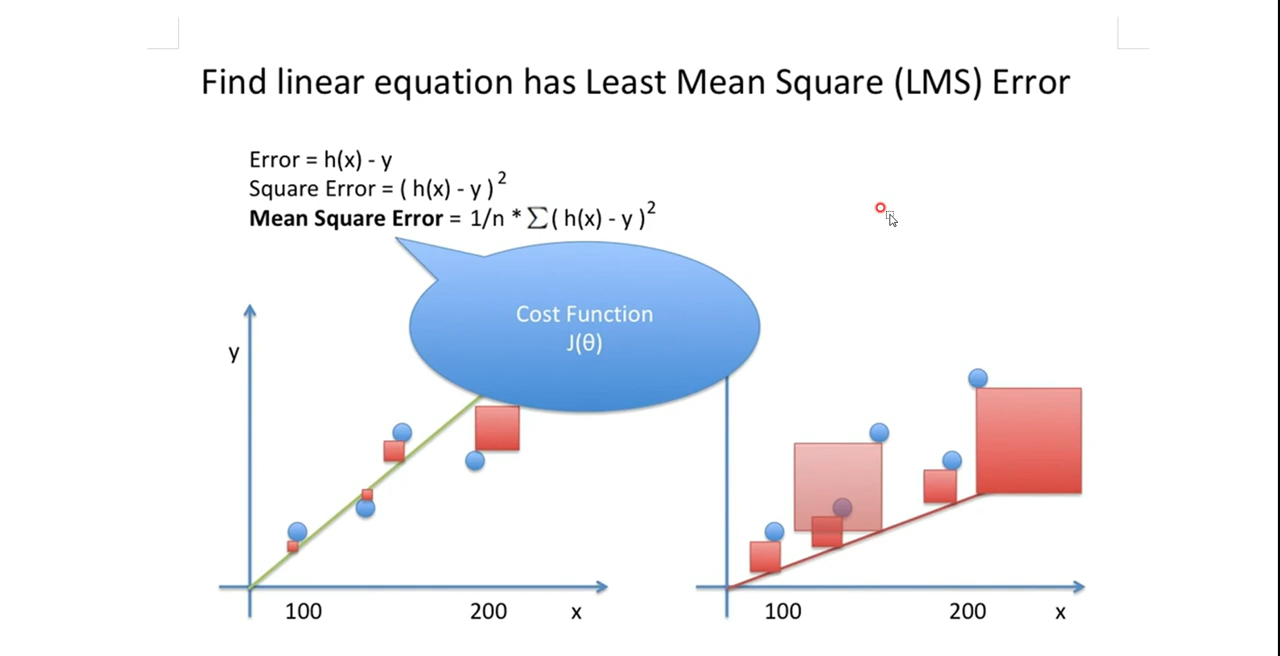 Find linear equation has Least Mean Square (LMS) Error
Error = h(x) - y
Square Error = ( h(x) - y )²
Mean Square Error = 1/n * ∑( h(x) - y )²
Cost Function
J(θ)
y
100 200 x
100 200 x